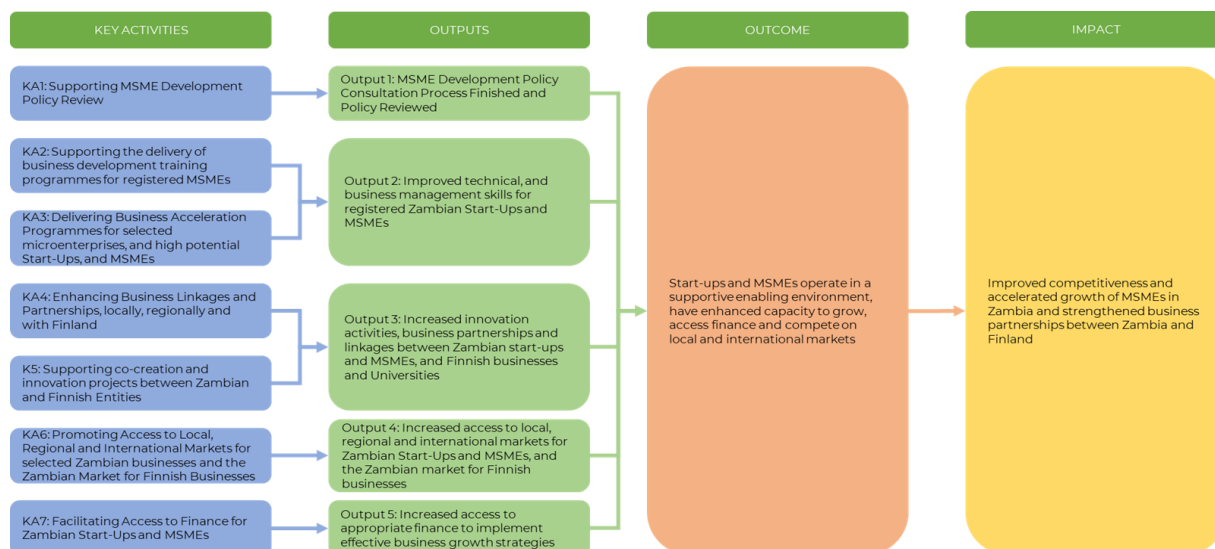 KEY ACTIVITIES
OUTPUTS
OUTCOME
IMPACT
KA1: Supporting MSME Development
Policy Review
KA2: Supporting the delivery of
business development training
programmes for registered MSMEs
KA3: Delivering Business Acceleration
Programmes for selected
microenterprises, and high potential
Start-Ups, and MSMEs
KA4: Enhancing Business Linkages and
Partnerships, locally, regionally and
with Finland
K5: Supporting co-creation and
innovation projects between Zambian
and Finnish Entities
KA6: Promoting Access to Local,
Regional and International Markets for
selected Zambian businesses and the
Zambian Market for Finnish Businesses
KA7: Facilitating Access to Finance for
Zambian Start-Ups and MSMEs
Output 1: MSME Development Policy
Consultation Process Finished and
Policy Reviewed
Output 2: Improved technical, and
business management skills for
registered Zambian Start-Ups and
MSMEs
Output 3: Increased innovation
activities, business partnerships and
linkages between Zambian start-ups
and MSMEs, and Finnish businesses
and Universities
Output 4: Increased access to local,
regional and international markets for
Zambian Start-Ups and MSMEs, and
the Zambian market for Finnish
businesses
Output 5: Increased access to
appropriate finance to implement
effective business growth strategies
Start-ups and MSMEs operate in a
supportive enabling environment,
have enhanced capacity to grow,
access finance and compete on
local and international markets
Improved competitiveness and
accelerated growth of MSMEs in
Zambia and strengthened business
partnerships between Zambia and
Finland